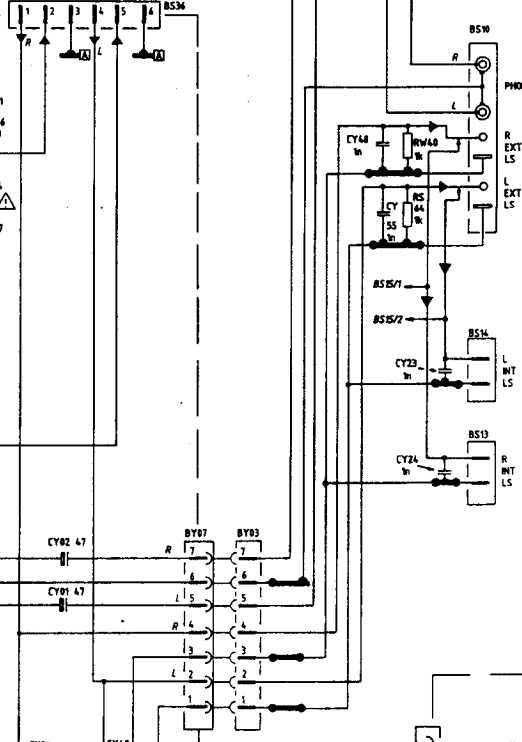 BS36
1 2 3 4 5 6
R
L
A
A
BS10
R
PHO
L
CY48
1n
RW40
1k
R
EXT
LS
L
EXT
LS
CY
55
1n
RS
64
1k
BS15/1
BS15/2
BS14
CY23
1n
L
INT
LS
BS13
CY24
1n
R
INT
LS
BY07
BY03
CY02 47
R
7
7
6
6
CY01 47
L
5
5
R
4
4
3
3
L
2
2
1
1